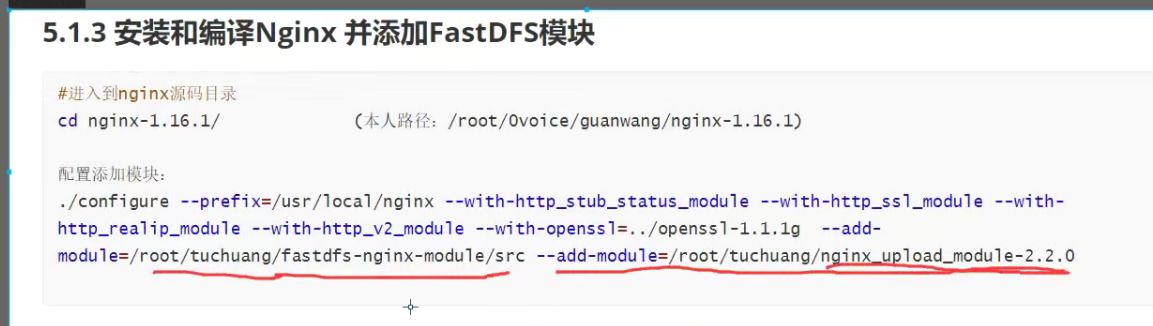 5.1.3 安装和编译Nginx 并添加FastDFS模块
#进入到nginx源码目录
cd nginx-1.16.1/ (本人路径：/root/0voice/guanwang/nginx-1.16.1)
配置添加模块：
./configure --prefix=/usr/local/nginx --with-http_stub_status_module --with-http_ssl_module --with-
http_realip_module --with-http_v2_module --with-openssl=../openssl-1.1.1g --add-
module=/root/tuchuang/fastdfs-nginx-module/src --add-module=/root/tuchuang/nginx_upload_module-2.2.0